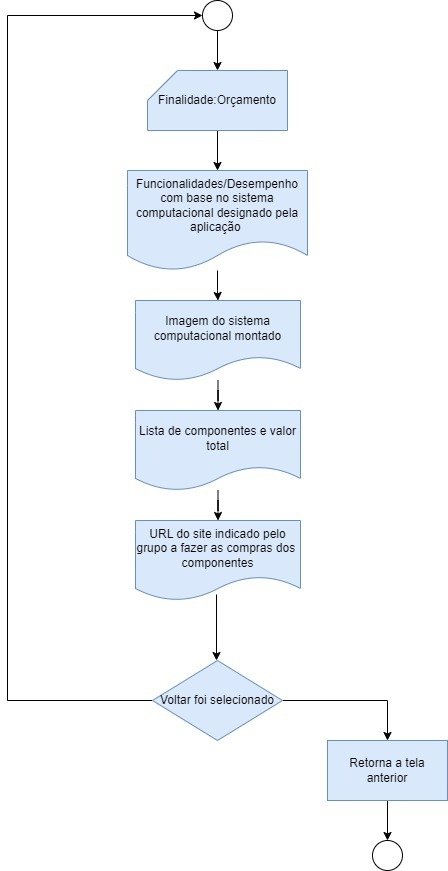 Finalidade:Orçamento
Funcionalidades/Desempenho
com base no sistema
computacional designado pela
aplicação
Imagem do sistema
computacional montado
Lista de componentes e valor
total
URL do site indicado pelo
grupo a fazer as compras dos
componentes
Voltar foi selecionado
Retorna a tela
anterior